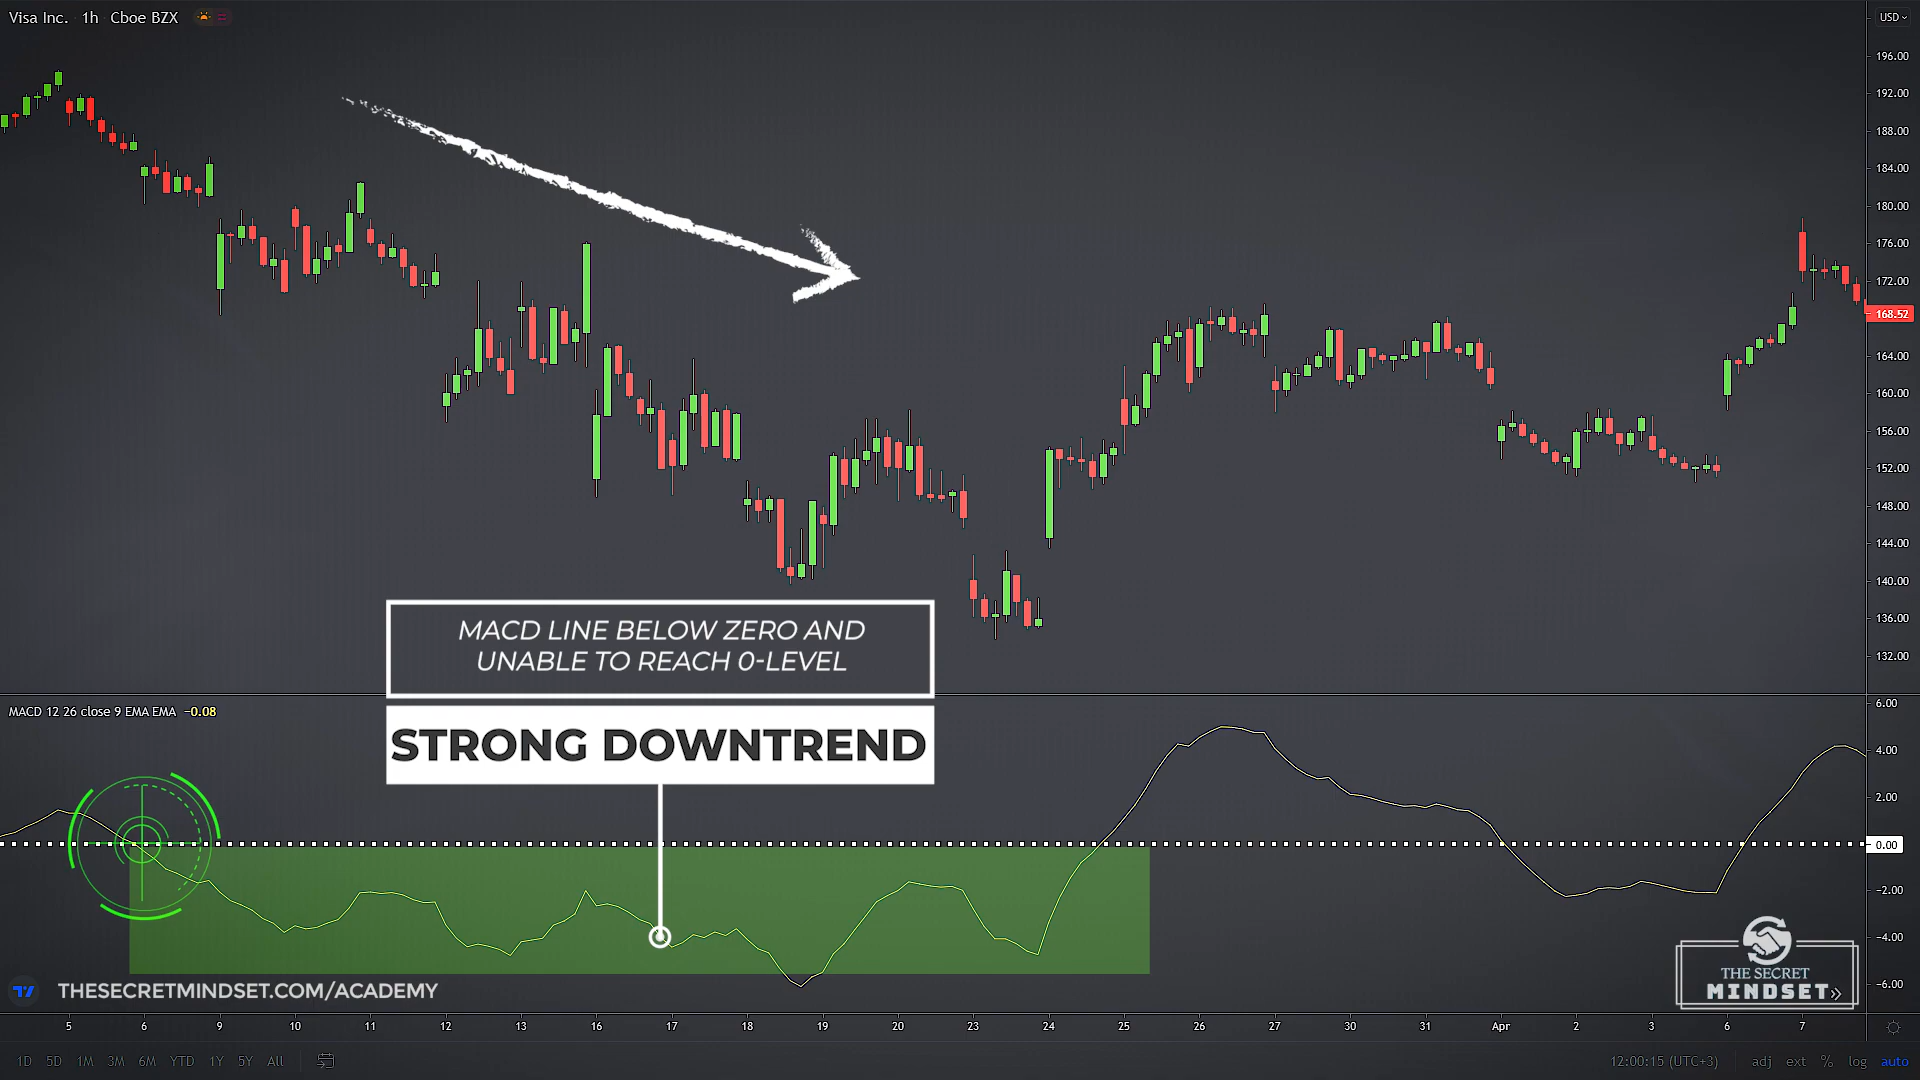 Visa Inc. 1h Cboe BZX
USD
196.00
192.00
188.00
184.00
180.00
176.00
172.00
168.52
164.00
160.00
156.00
152.00
148.00
144.00
140.00
136.00
132.00
MACD LINE BELOW ZERO AND
UNABLE TO REACH 0-LEVEL
STRONG DOWNTREND
MACD 12 26 close 9 EMA EMA −0.08
6.00
4.00
2.00
0.00
−2.00
−4.00
−6.00
THE SECRET
MINDSET
THESECRETMINDSET.COM/ACADEMY
5 6 9 10 11 12 13 16 17 18 19 20 23 24 25 26 27 30 31 Apr 2 3 6 7
1D 5D 1M 3M 6M YTD 1Y 5Y All
12:00:15 (UTC+3) adj ext % log auto